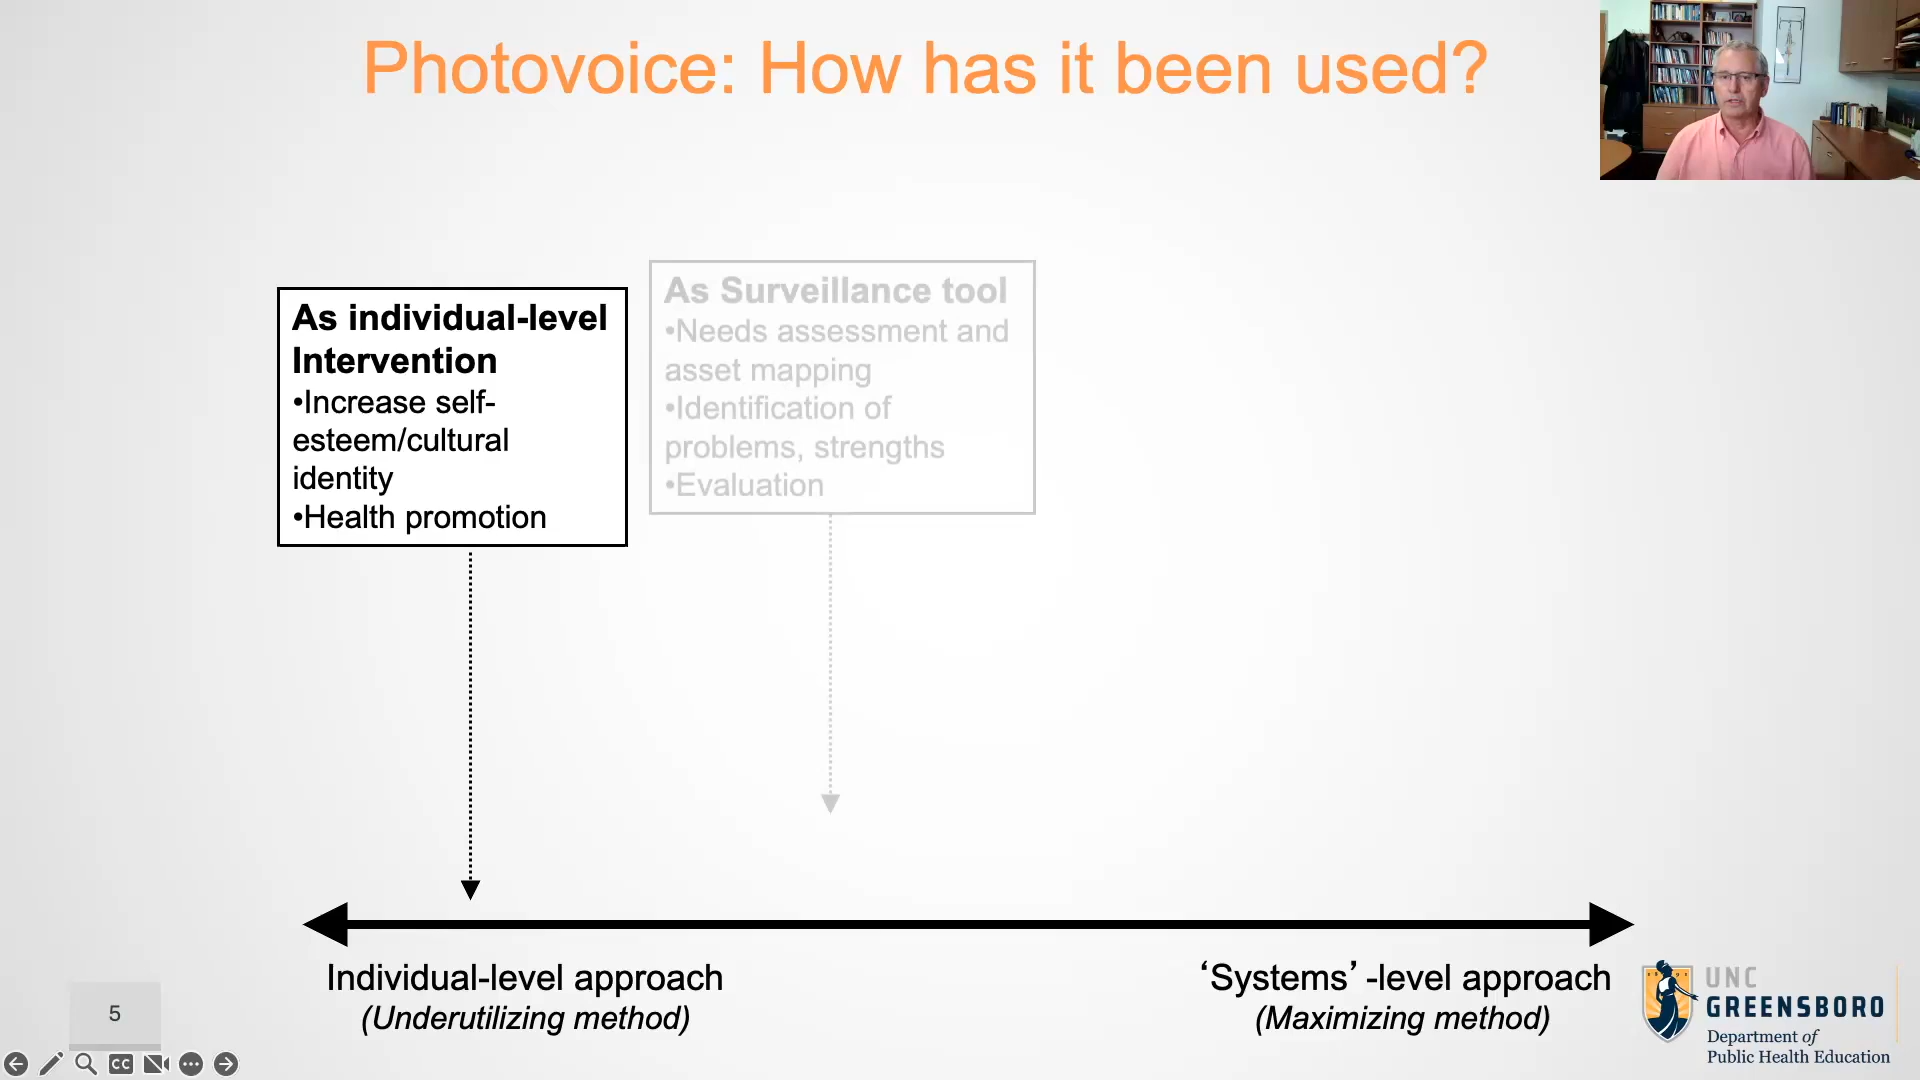 Photovoice: How has it been used?
As individual-level
Intervention
•Increase self-
esteem/cultural
identity
•Health promotion
As Surveillance tool
•Needs assessment and
asset mapping
•Identification of
problems, strengths
•Evaluation
Individual-level approach
(Underutilizing method)
‘Systems’-level approach
(Maximizing method)
5
CC
UNC
GREENSBORO
Department of
Public Health Education